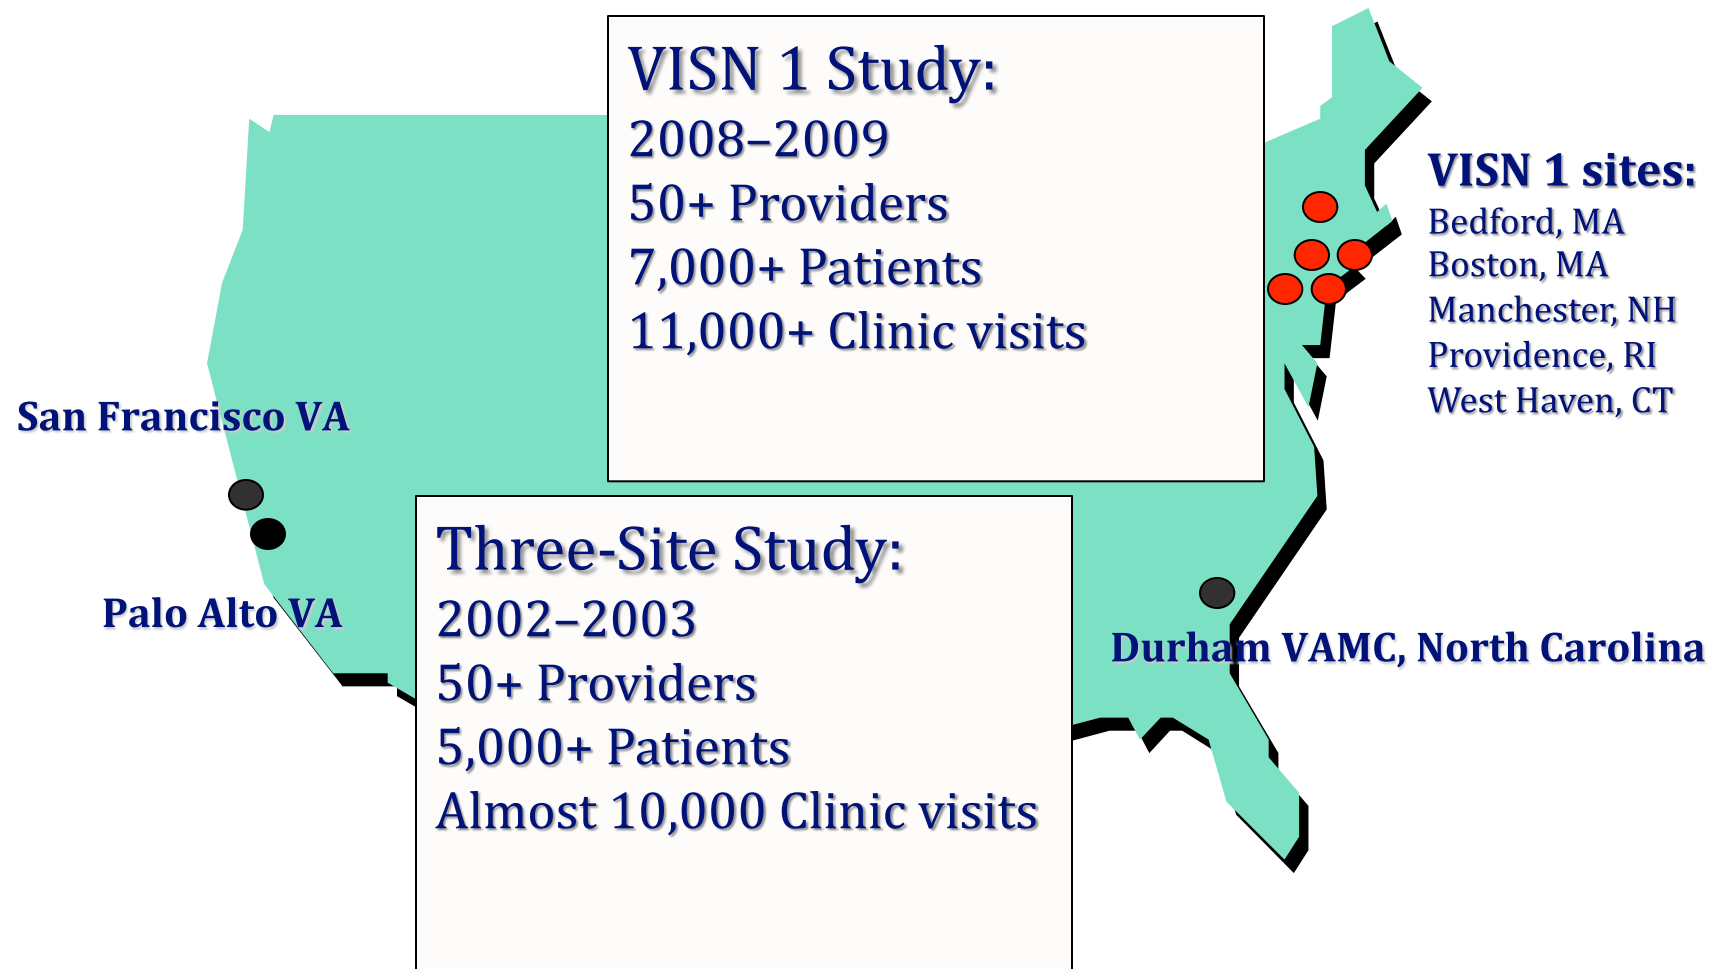 VISN 1 Study:
2008–2009
50+ Providers
7,000+ Patients
11,000+ Clinic visits
VISN 1 sites:
Bedford, MA
Boston, MA
Manchester, NH
Providence, RI
West Haven, CT
San Francisco VA
Palo Alto VA
Three-Site Study:
2002–2003
50+ Providers
5,000+ Patients
Almost 10,000 Clinic visits
Durham VAMC, North Carolina